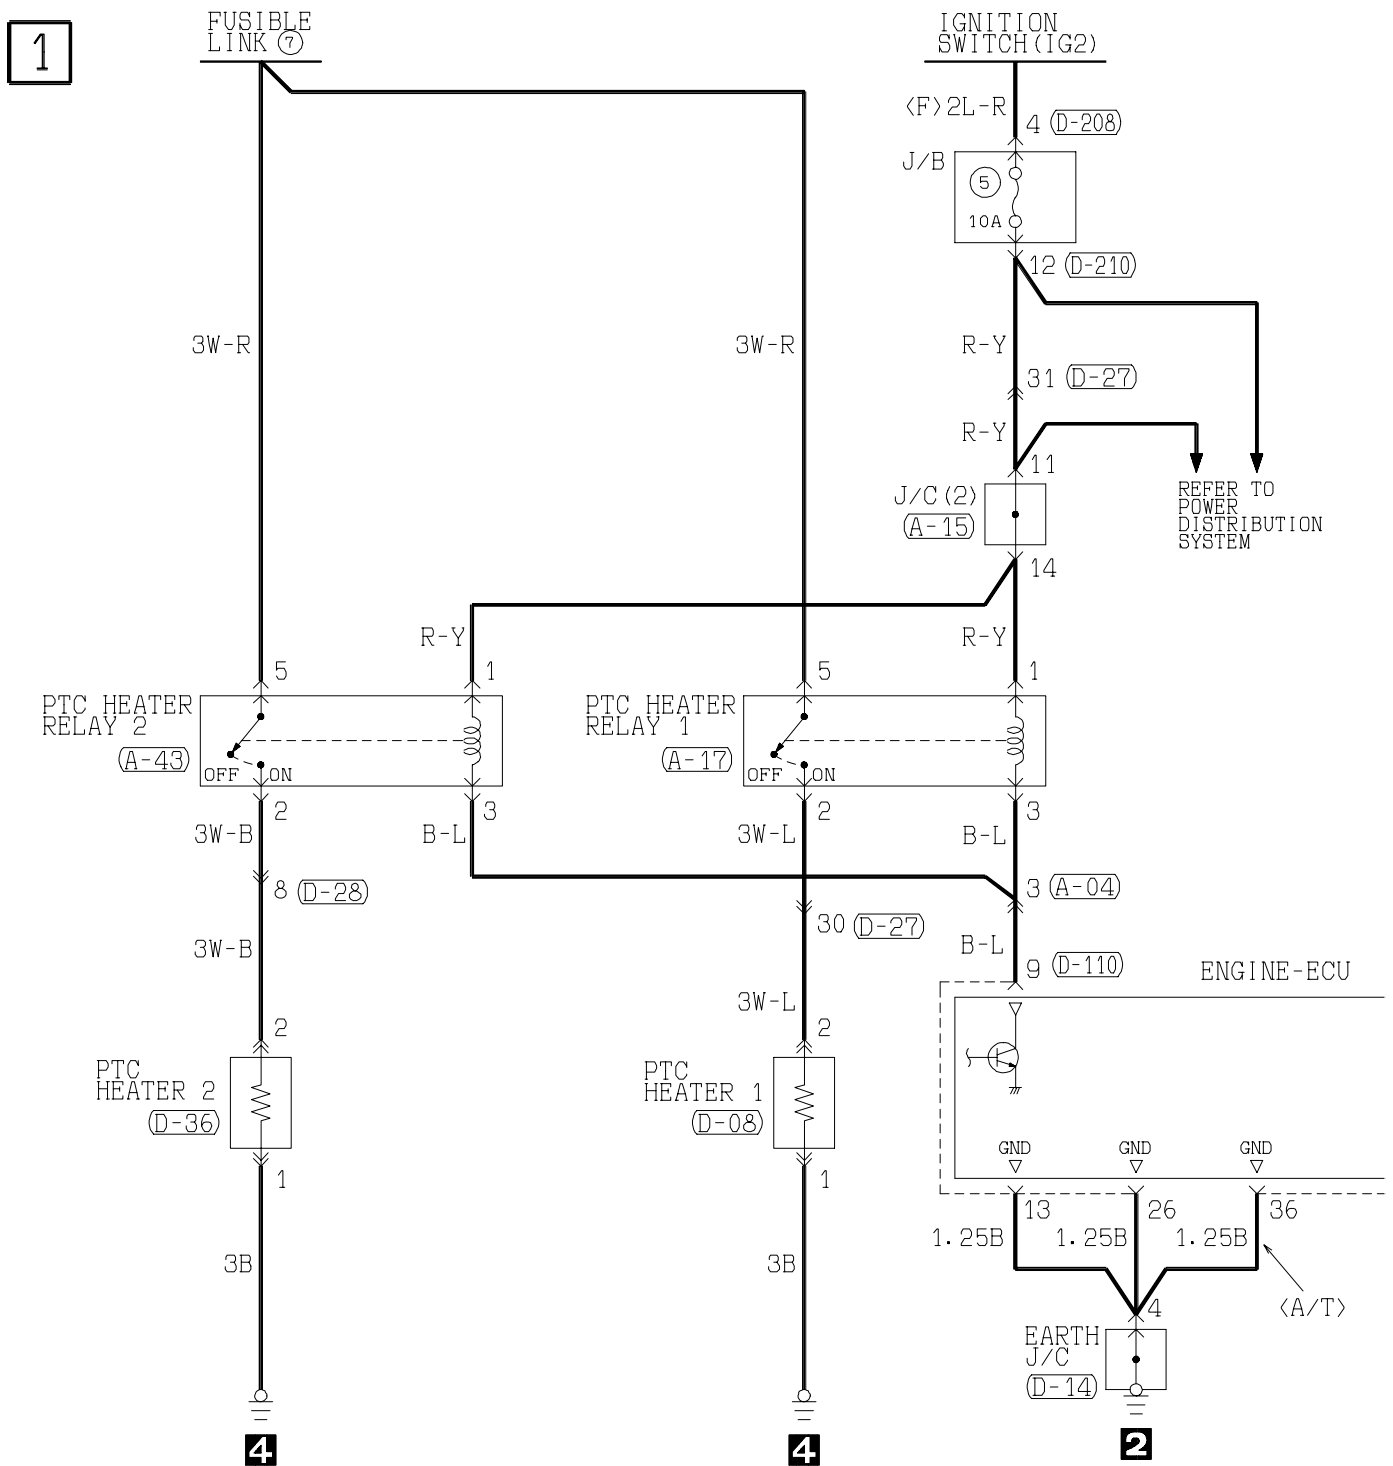 1
FUSIBLE
LINK ⑦
IGNITION
SWITCH(IG2)
<F>2L-R
4 (D-208)
J/B
5
10A
12 (D-210)
3W-R
3W-R
R-Y
31 (D-27)
R-Y
11
J/C(2)
(A-15)
REFER TO
POWER
DISTRIBUTION
SYSTEM
14
R-Y
R-Y
5
1
5
1
PTC HEATER
RELAY 2
(A-43)
OFF
ON
PTC HEATER
RELAY 1
(A-17)
OFF
ON
2
3
2
3
3W-B
B-L
3W-L
B-L
8 (D-28)
3 (A-04)
30 (D-27)
3W-B
B-L
9 (D-110)
ENGINE-ECU
3W-L
2
2
PTC
HEATER 2
(D-36)
PTC
HEATER 1
(D-08)
GND
GND
GND
1
1
13
26
36
1.25B
1.25B
1.25B
3B
3B
<A/T>
4
EARTH
J/C
(D-14)
4
4
2